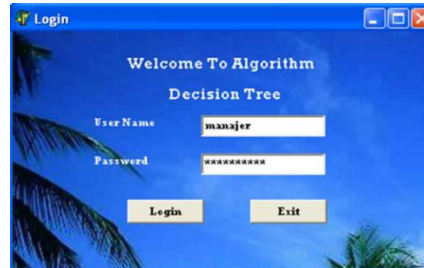 Login
Welcome To Algorithm
Decision Tree
User Name manajer
Password **********
Login Exit